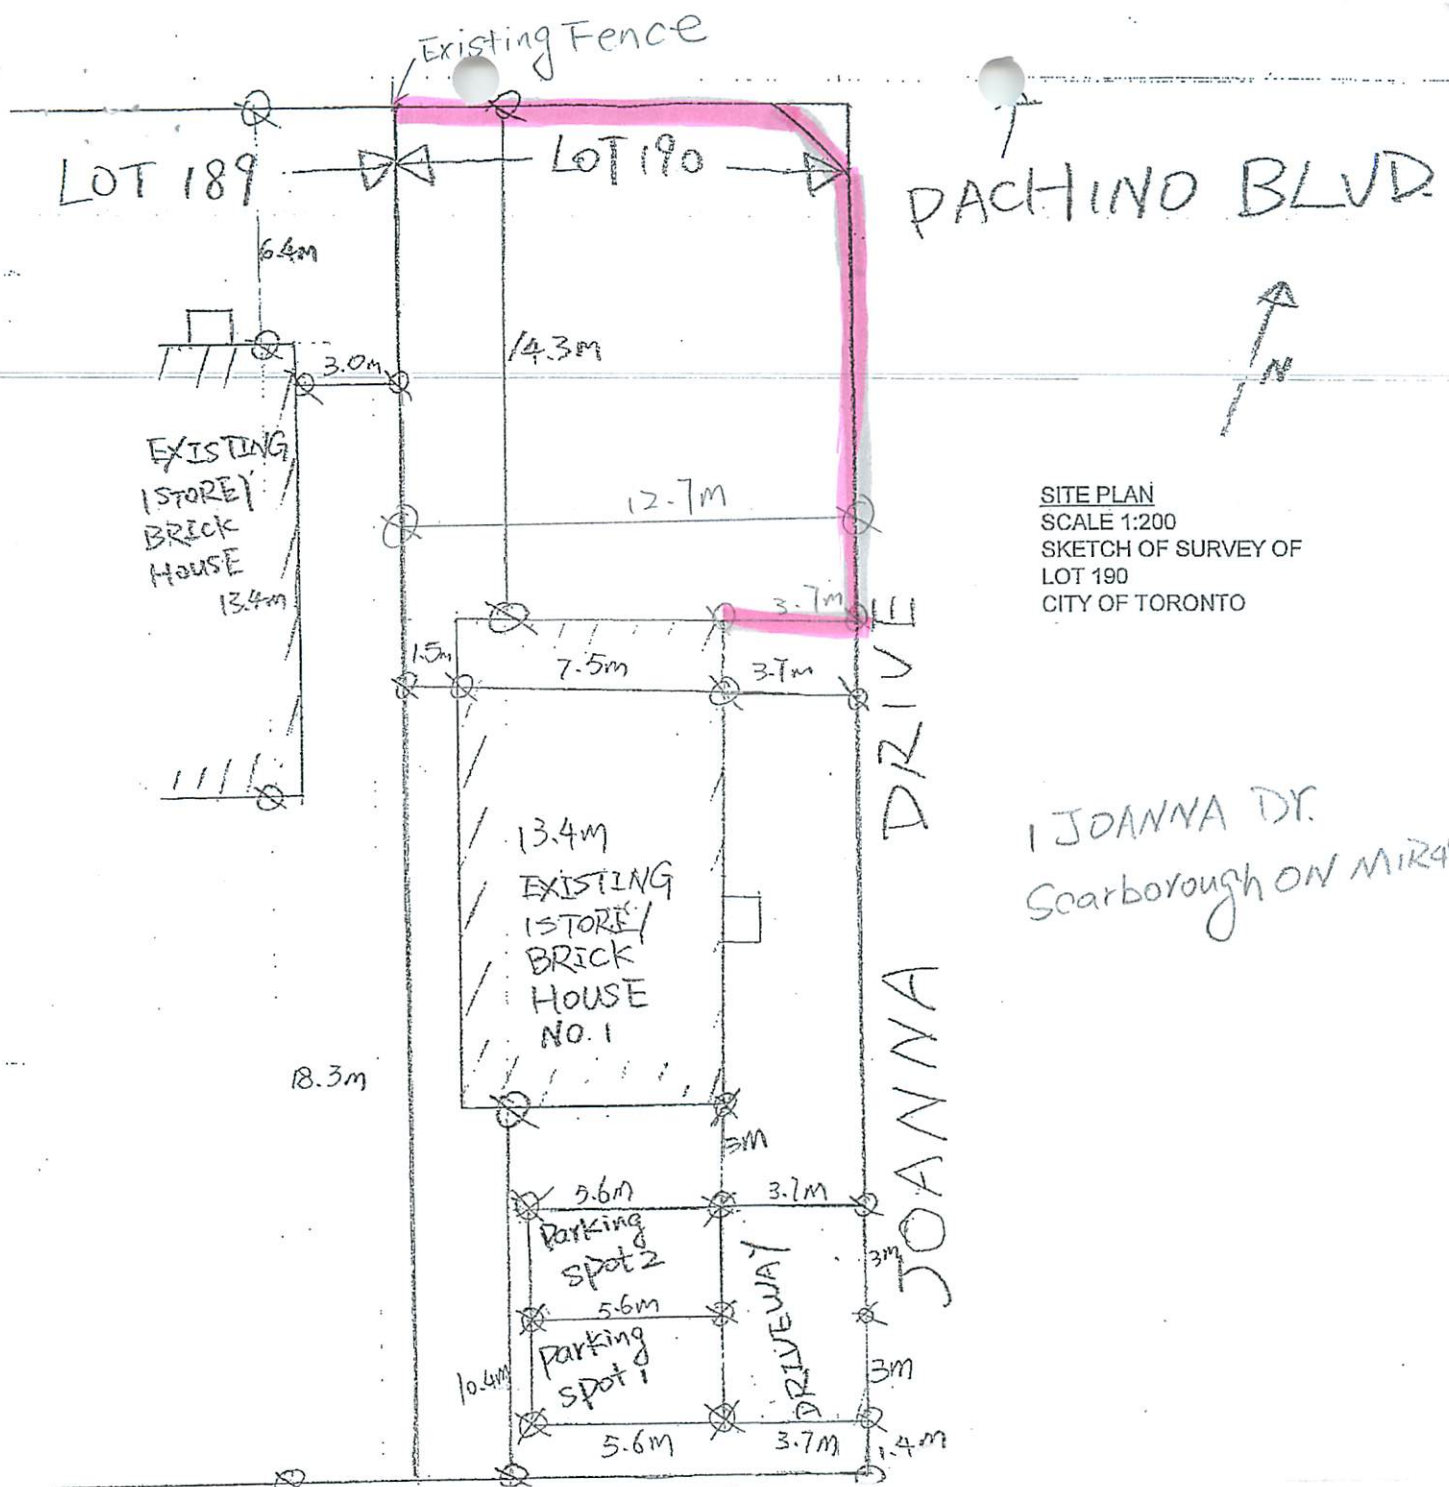 Existing Fence
LOT 189
LOT 190
PACHINO BLVD.
6.4m
14.3m
3.0m
N
EXISTING
1 STOREY
BRICK
HOUSE
13.4m
12.7m
SITE PLAN
SCALE 1:200
SKETCH OF SURVEY OF
LOT 190
CITY OF TORONTO
3.7m
1.5m
7.5m
3.7m
JOANNA DRIVE
1 JOANNA Dr.
Scarborough ON
13.4m
EXISTING
1 STOREY
BRICK
HOUSE
NO. 1
18.3m
3M
5.6m
3.7M
Parking
spot 2
3m
5.6m
DRIVEWAY
parking
spot 1
10.4m
3M
5.6M
3.7M
1.4M